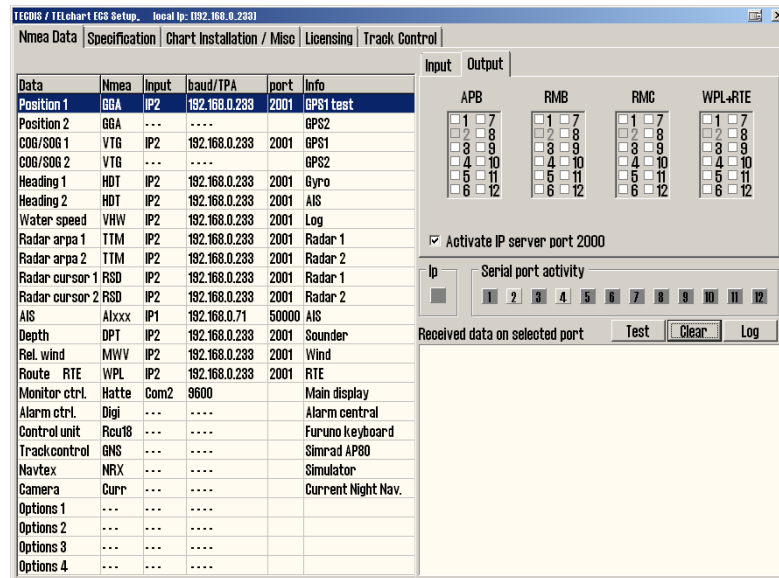 TECDIS / TELchart ECS Setup_ local Ip: [192.168.0.233]
Nmea Data Specification Chart Installation / Misc Licensing Track Control
Input Output
Data Nmea Input baud/TPA port Info
Position 1 GGA IP2 192.168.0.233 2001 GPS1 test
Position 2 GGA --- ---- GPS2
COG/SOG 1 VTG IP2 192.168.0.233 2001 GPS1
COG/SOG 2 VTG --- ---- GPS2
Heading 1 HDT IP2 192.168.0.233 2001 Gyro
Heading 2 HDT IP2 192.168.0.233 2001 AIS
Water speed VHW IP2 192.168.0.233 2001 Log
Radar arpa 1 TTM IP2 192.168.0.233 2001 Radar 1
Radar arpa 2 TTM IP2 192.168.0.233 2001 Radar 2
Radar cursor 1 RSD IP2 192.168.0.233 2001 Radar 1
Radar cursor 2 RSD IP2 192.168.0.233 2001 Radar 2
AIS AIxxx IP1 192.168.0.71 50000 AIS
Depth DPT IP2 192.168.0.233 2001 Sounder
Rel. wind MWV IP2 192.168.0.233 2001 Wind
Route RTE WPL IP2 192.168.0.233 2001 RTE
Monitor ctrl. Hatte Com2 9600 Main display
Alarm ctrl. Digi --- ---- Alarm central
Control unit Rcu18 --- ---- Furuno keyboard
Trackcontrol GNS --- ---- Simrad AP80
Navtex NRX --- ---- Simulator
Camera Curr --- ---- Current Night Nav.
Options 1 --- ----
Options 2 --- ----
Options 3 --- ----
Options 4 --- ----
APB RMB RMC WPL+RTE
1 7 1 7 1 7 1 7
2 8 2 8 2 8 2 8
3 9 3 9 3 9 3 9
4 10 4 10 4 10 4 10
5 11 5 11 5 11 5 11
6 12 6 12 6 12 6 12
Activate IP server port 2000
Ip Serial port activity
1 2 3 4 5 6 7 8 9 10 11 12
Received data on selected port Test Clear Log